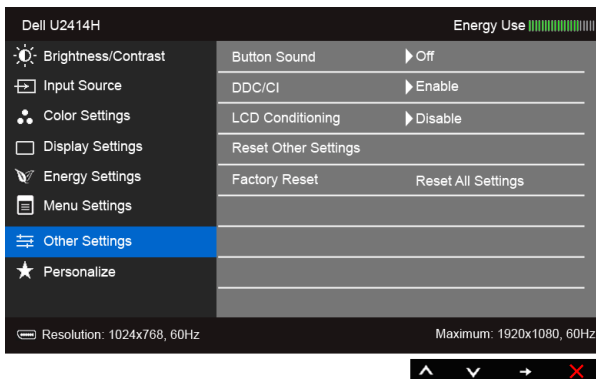 Dell U2414H Energy Use
Brightness/Contrast Button Sound Off
Input Source DDC/CI Enable
Color Settings LCD Conditioning Disable
Display Settings Reset Other Settings
Energy Settings Factory Reset Reset All Settings
Menu Settings
Other Settings
Personalize
Resolution: 1024x768, 60Hz Maximum: 1920x1080, 60Hz